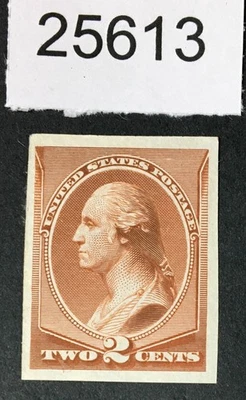 25613
UNITED STATES POSTAGE
TWO 2 CENTS